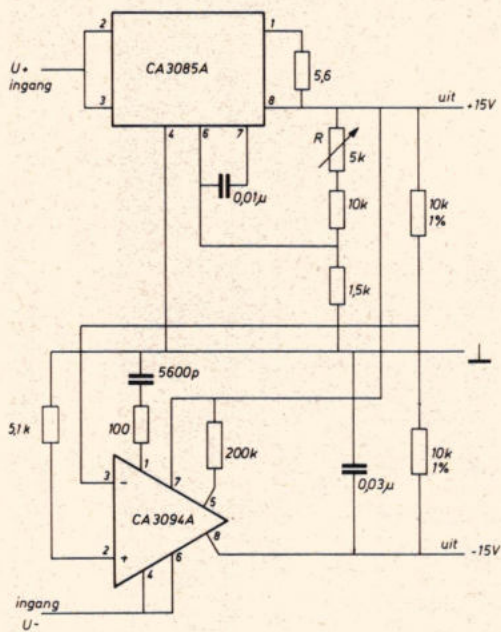 2
1
U+
ingang
CA3085A
5,6
3
8
uit
+15V
4
6
7
R
5k
0,01µ
10k
10k
1%
1,5k
5600p
5,1k
100
1
7
200k
10k
1%
3
−
5
CA3094A
0,03µ
8
2
+
6
4
uit
-15V
ingang
U-